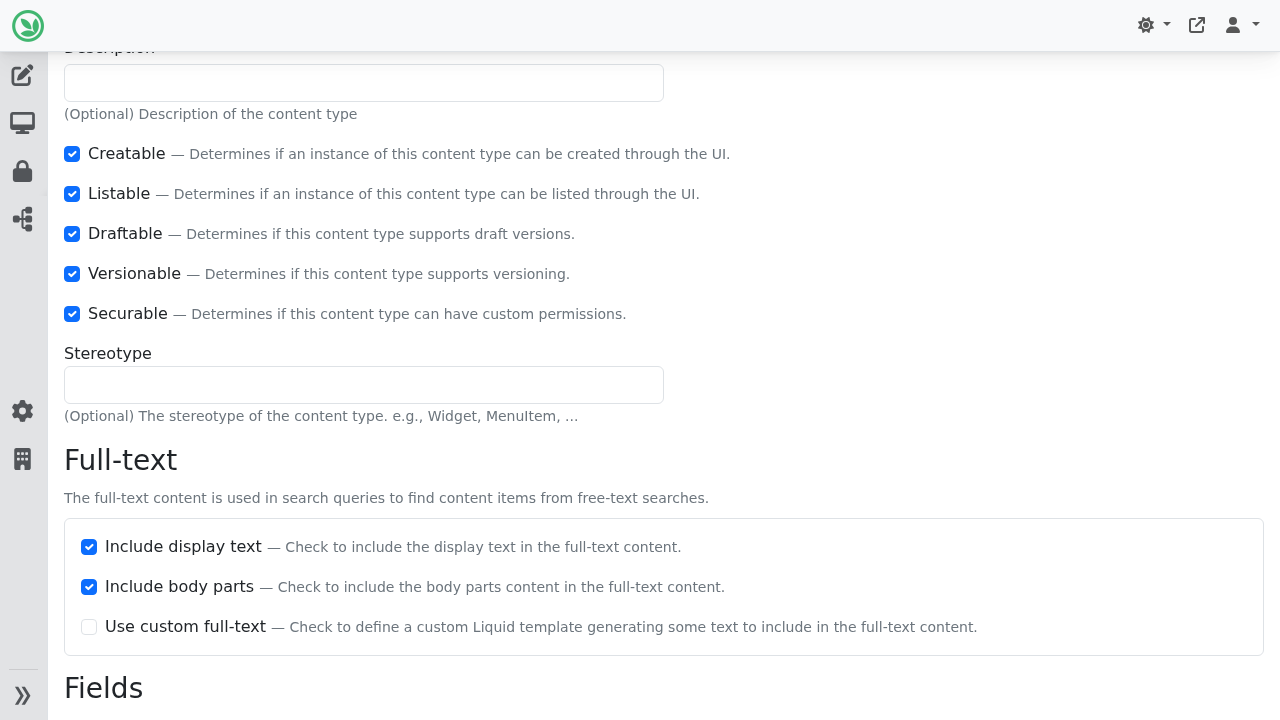 Description
(Optional) Description of the content type
Creatable — Determines if an instance of this content type can be created through the UI.
Listable — Determines if an instance of this content type can be listed through the UI.
Draftable — Determines if this content type supports draft versions.
Versionable — Determines if this content type supports versioning.
Securable — Determines if this content type can have custom permissions.
Stereotype
(Optional) The stereotype of the content type. e.g., Widget, MenuItem, ...
Full-text
The full-text content is used in search queries to find content items from free-text searches.
Include display text — Check to include the display text in the full-text content.
Include body parts — Check to include the body parts content in the full-text content.
Use custom full-text — Check to define a custom Liquid template generating some text to include in the full-text content.
Fields